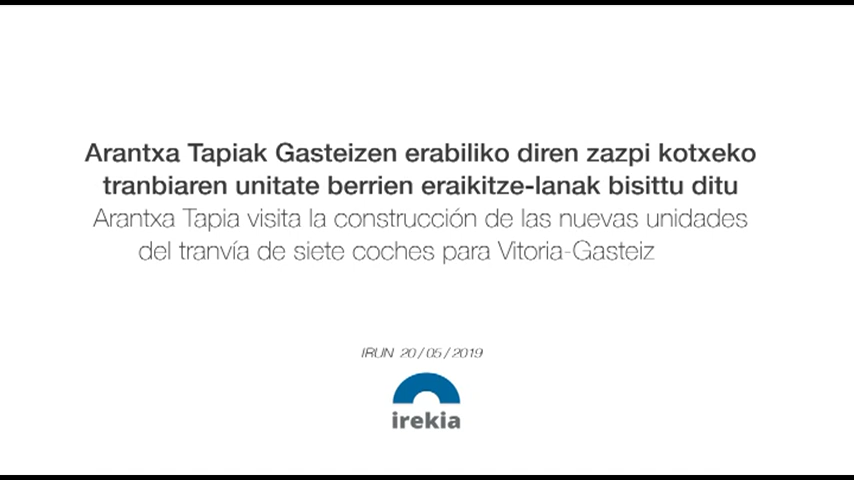 Arantxa Tapiak Gasteizen erabiliko diren zazpi kotxeko
tranbiaren unitate berrien eraikitze-lanak bisittu ditu
Arantxa Tapia visita la construcción de las nuevas unidades
del tranvía de siete coches para Vitoria-Gasteiz
IRUN 20/05/2019
irekia